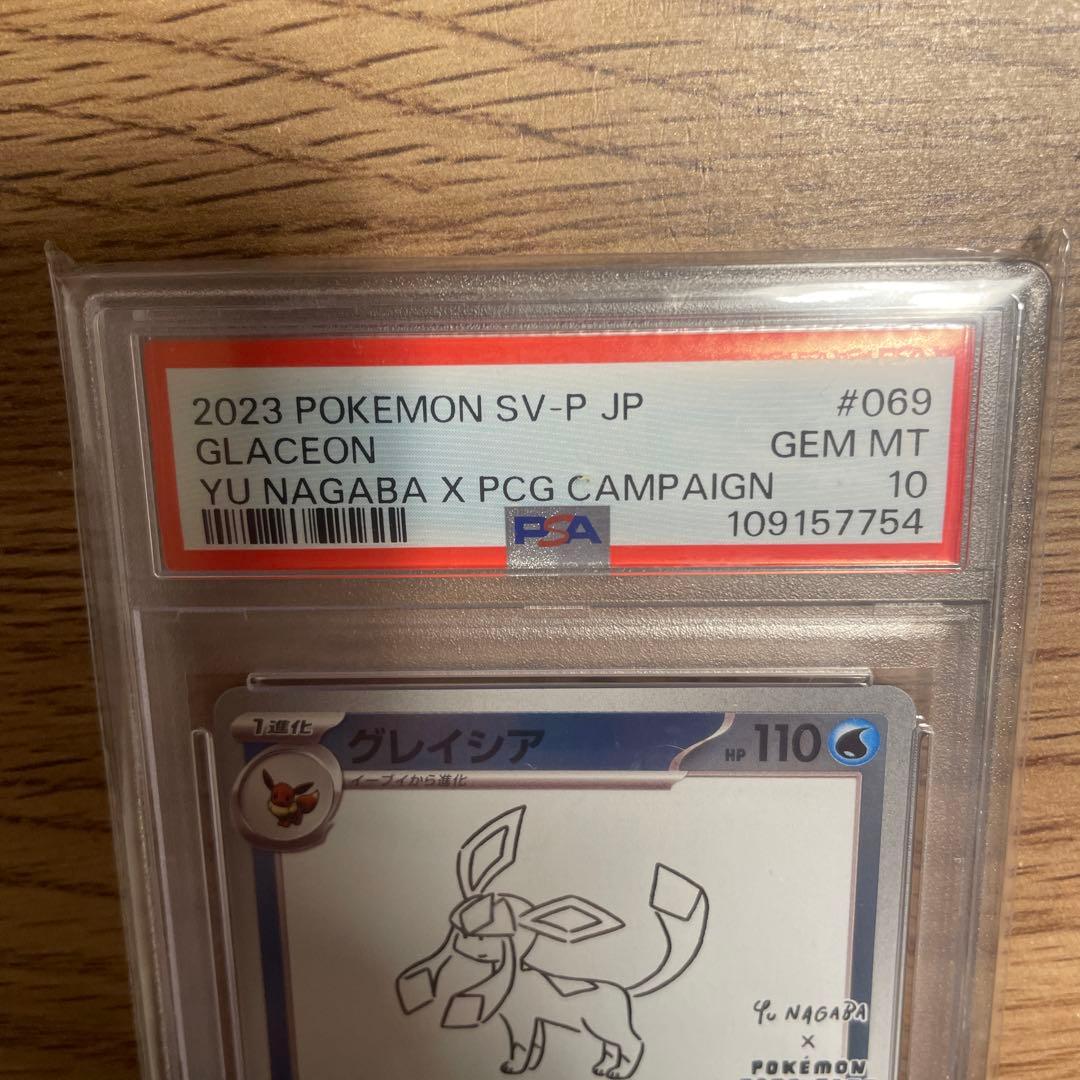 2023 POKEMON SV-P JP #069
GLACEON GEM MT
YU NAGABA X PCG CAMPAIGN 10
PSA 109157754
1進化 グレイシア HP 110
イーブイから進化
Yu NAGABA
×
POKÉMON